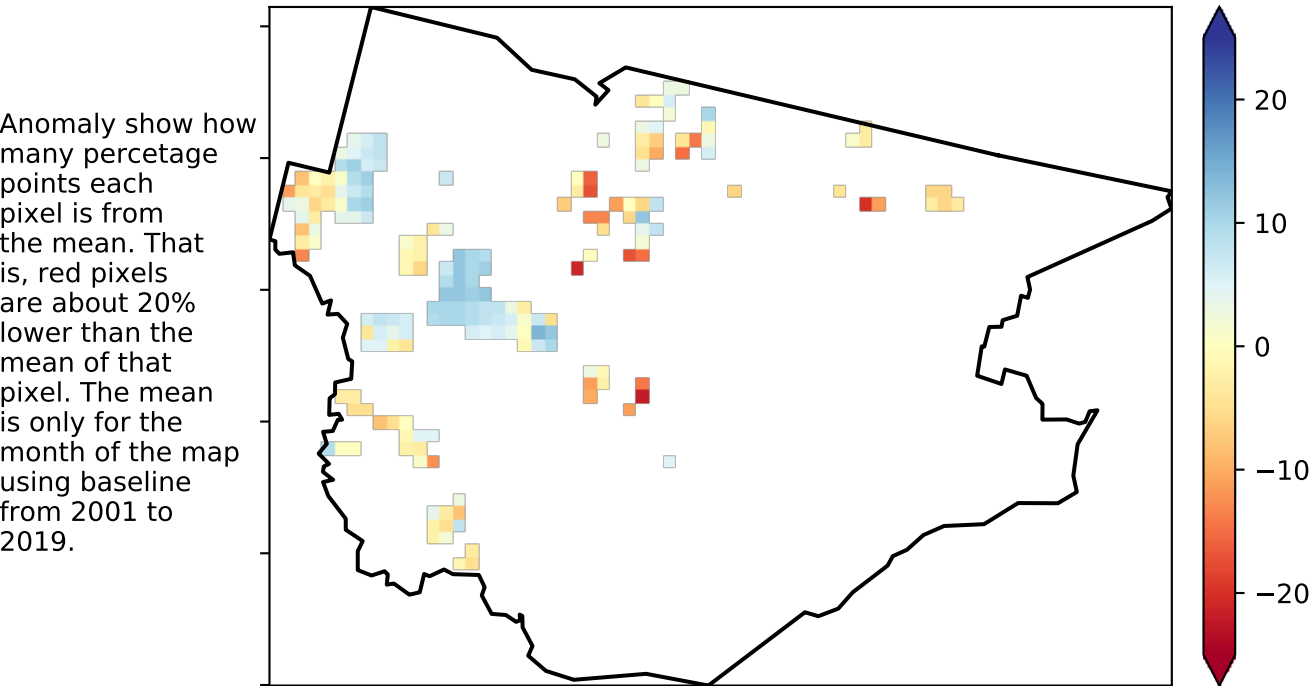 Anomaly show how
many percetage
points each
pixel is from
the mean. That
is, red pixels
are about 20%
lower than the
mean of that
pixel. The mean
is only for the
month of the map
using baseline
from 2001 to
2019.
20
10
0
−10
−20